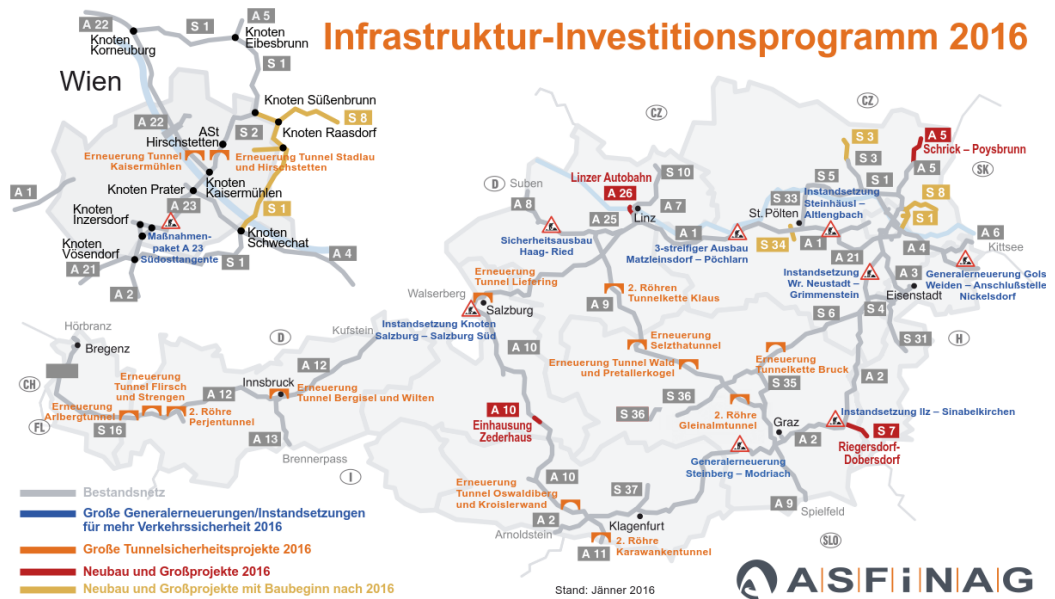 Infrastruktur-Investitionsprogramm 2016
Wien
A 22
S 1
A 5
Knoten
Korneuburg
Knoten
Eibesbrunn
S 1
Knoten Süßenbrunn
S 8
Knoten Raasdorf
A 22
ASt
Hirschstetten
S 2
Erneuerung Tunnel
Kaisermühlen
Erneuerung Tunnel Stadlau
und Hirschstetten
Knoten Prater
Knoten
Kaisermühlen
A 1
A 23
S 1
Knoten
Inzersdorf
Maßnahmen-
paket A 23
Südosttangente
Knoten
Schwechat
Knoten
Vösendorf
S 1
A 4
A 21
A 2
CZ
CZ
S 3
S 3
A 5
Schrick – Poysbrunn
A 5
SK
D
Suben
A 8
Linzer Autobahn
A 26
S 10
A 7
Linz
A 25
S 5
S 33
S 1
S 8
S 1
Instandsetzung
Steinhäusl –
Altlengbach
St. Pölten
S 34
A 1
A 1
A 21
A 4
A 6
Kittsee
Sicherheitsausbau
Haag- Ried
3-streifiger Ausbau
Matzleinsdorf – Pöchlarn
Instandsetzung
Wr. Neustadt –
Grimmenstein
A 3
Eisenstadt
Generalerneuerung Gols
Weiden – Anschlußstelle
Nickelsdorf
Erneuerung
Tunnel Liefering
Walserberg
Salzburg
2. Röhren
Tunnelkette Klaus
A 9
S 6
S 4
S 31
H
Instandsetzung Knoten
Salzburg – Salzburg Süd
Kufstein
A 10
Erneuerung
Selzthaltunnel
Erneuerung Tunnel Wald
und Pretallerkogel
Erneuerung
Tunnelkette Bruck
S 35
A 2
Hörbranz
Bregenz
D
A 12
CH
FL
Erneuerung
Tunnel Flirsch
und Strengen
A 12
Innsbruck
Erneuerung
Tunnel Bergisel und Wilten
Erneuerung
Arlbergtunnel
S 16
2. Röhre
Perjentunnel
A 13
Brennerpass
I
A 10
Einhausung
Zederhaus
S 36
S 36
2. Röhre
Gleinalmtunnel
Graz
A 2
Instandsetzung Ilz – Sinabelkirchen
S 7
Riegersdorf-
Dobersdorf
Generalerneuerung
Steinberg – Modriach
Erneuerung
Tunnel Oswaldiberg
und Kroislerwand
A 10
S 37
A 2
Klagenfurt
Arnoldstein
A 9
Spielfeld
SLO
A 11
2. Röhre
Karawankentunnel
Bestandsnetz
Große Generalerneuerungen/Instandsetzungen
für mehr Verkehrssicherheit 2016
Große Tunnelsicherheitsprojekte 2016
Neubau und Großprojekte 2016
Neubau und Großprojekte mit Baubeginn nach 2016
Stand: Jänner 2016
ASFiNAG